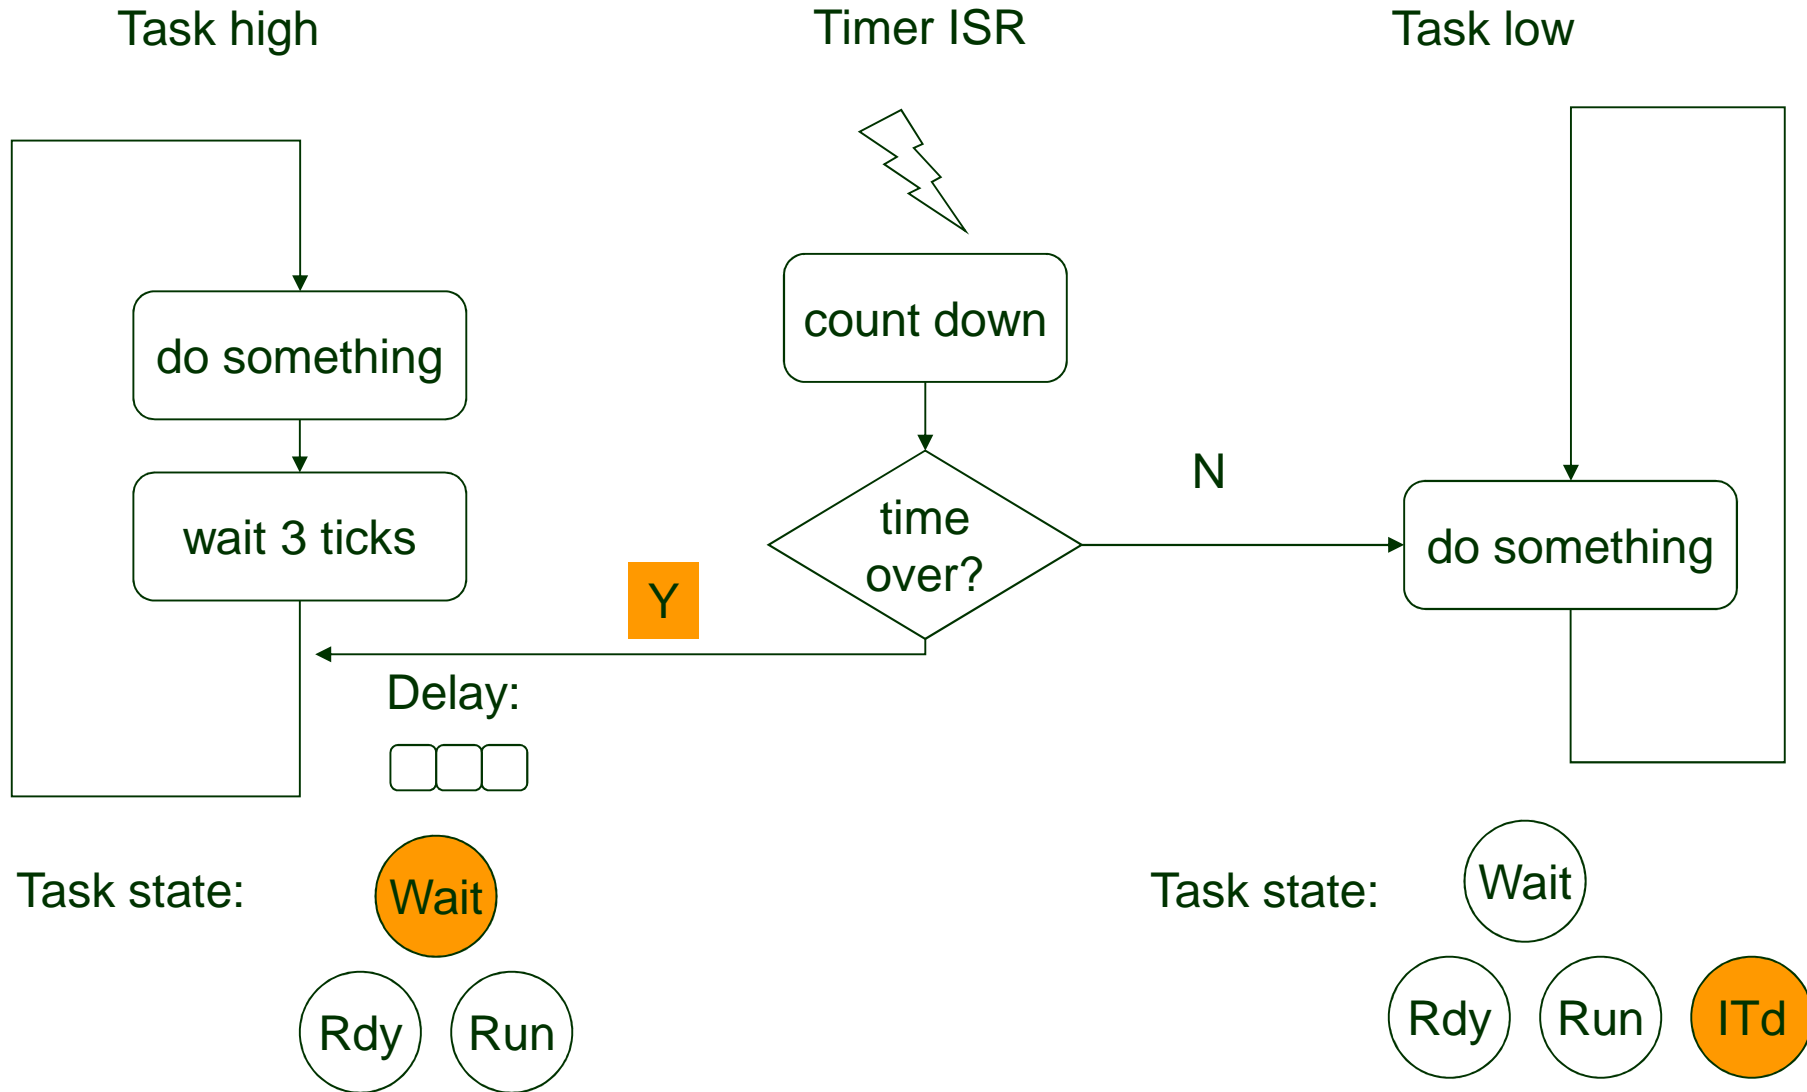 Task high
Timer ISR
Task low
do something
wait 3 ticks
count down
time
over?
Y
N
do something
Delay:
Task state:
Wait
Rdy
Run
Task state:
Wait
Rdy
Run
ITd